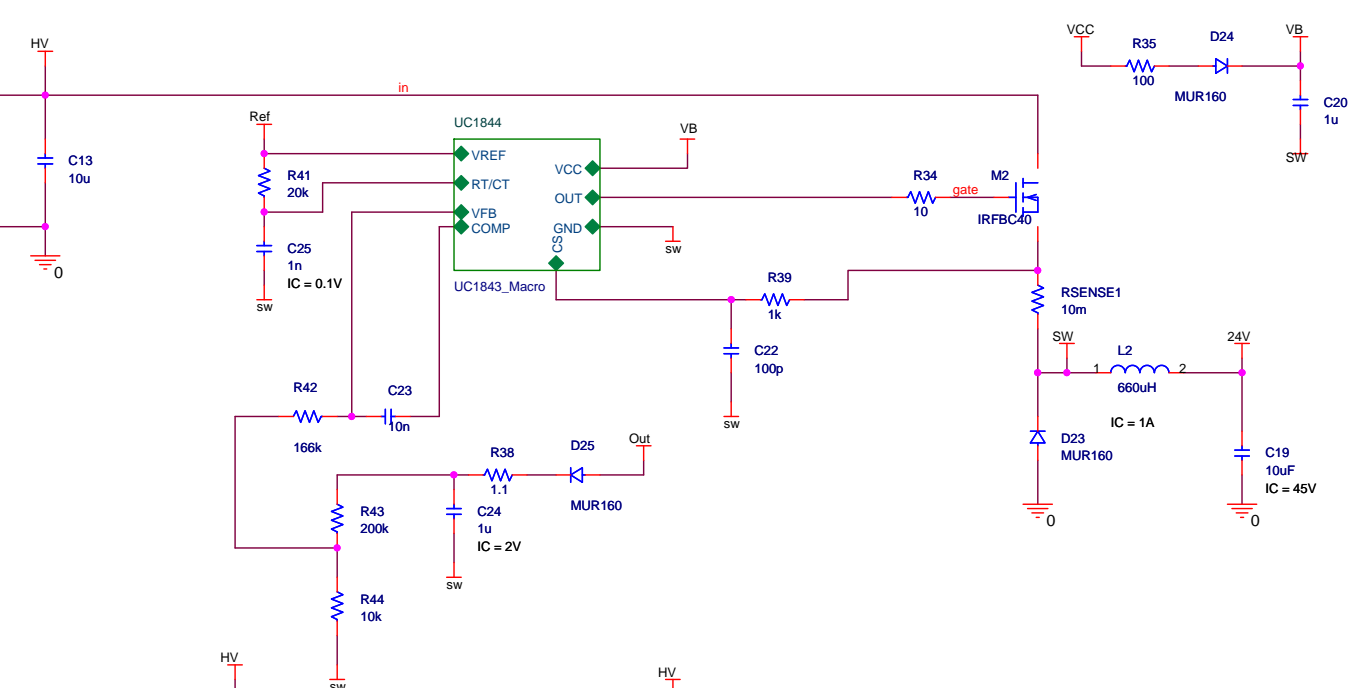 HV
VCC
R35
100
D24
MUR160
VB
C20
1u
SW
in
C13
10u
0
Ref
R41
20k
C25
1n
IC = 0.1V
sw
UC1844
VREF
RT/CT
VFB
COMP
VCC
OUT
GND
CS
UC1843_Macro
VB
sw
R34
10
gate
M2
IRFBC40
R39
1k
C22
100p
sw
RSENSE1
10m
SW
1
L2
2
660uH
IC = 1A
24V
D23
MUR160
0
C19
10uF
IC = 45V
0
R42
166k
C23
10n
R38
1.1
D25
MUR160
Out
C24
1u
IC = 2V
sw
R43
200k
R44
10k
sw
HV
HV